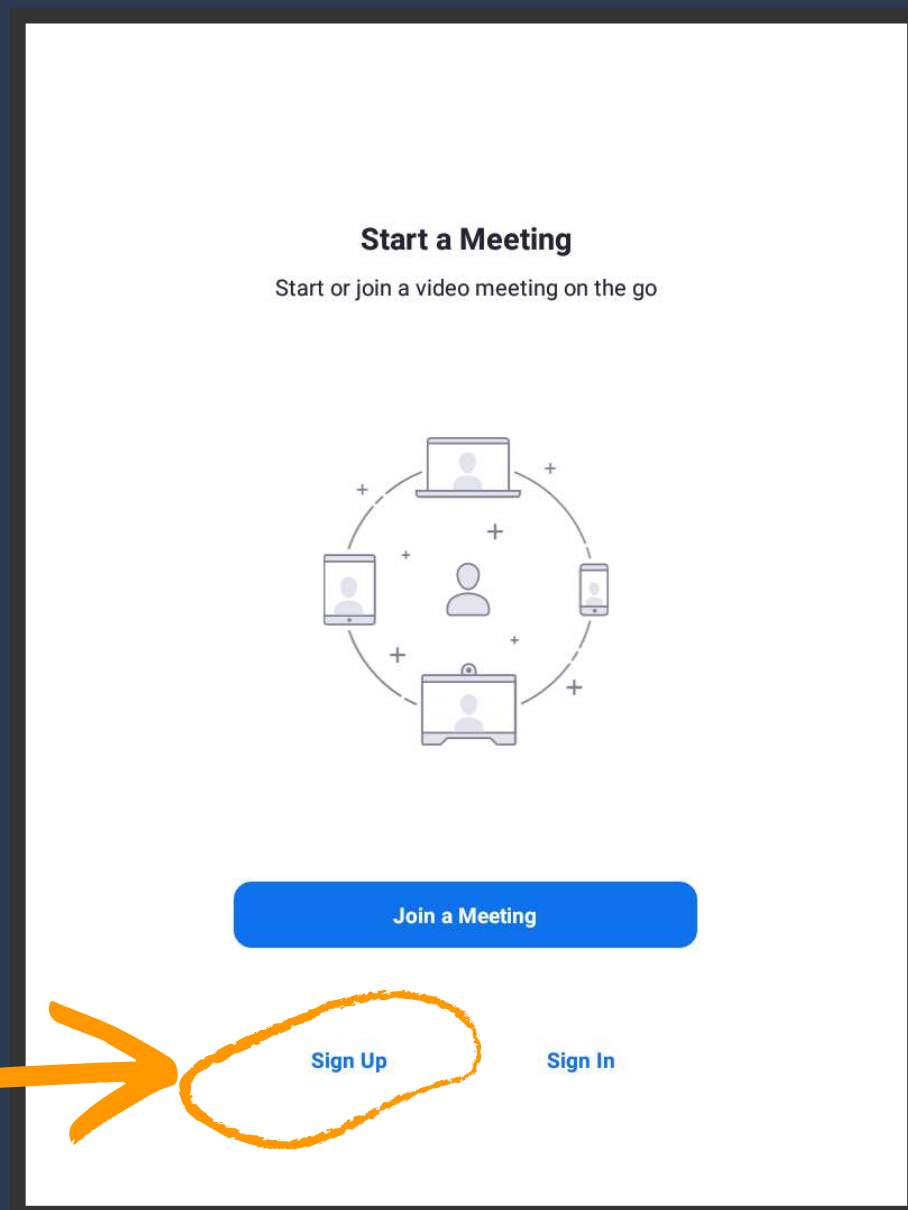 Start a Meeting
Start or join a video meeting on the go
Join a Meeting
Sign Up
Sign In